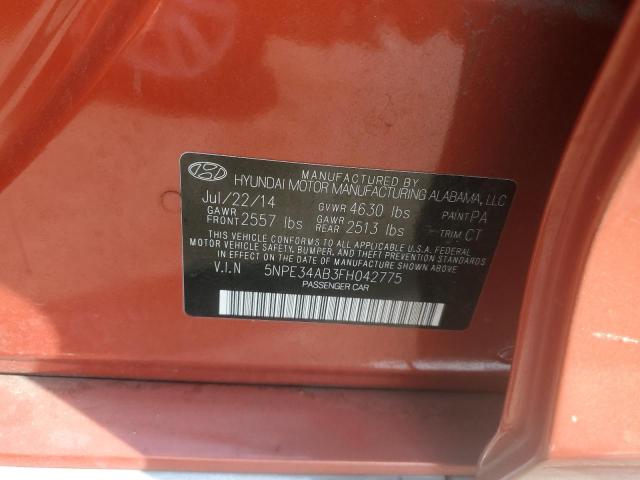 MANUFACTURED BY
HYUNDAI MOTOR MANUFACTURING ALABAMA, LLC
Jul/22/14 GVWR 4630 lbs PAINT PA
GAWR FRONT 2557 lbs GAWR REAR 2513 lbs TRIM CT
THIS VEHICLE CONFORMS TO ALL APPLICABLE U.S.A. FEDERAL
MOTOR VEHICLE SAFETY, BUMPER, AND THEFT PREVENTION STANDARDS
IN EFFECT ON THE DATE OF MANUFACTURE SHOWN ABOVE.
V.I.N 5NPE34AB3FH042775
PASSENGER CAR